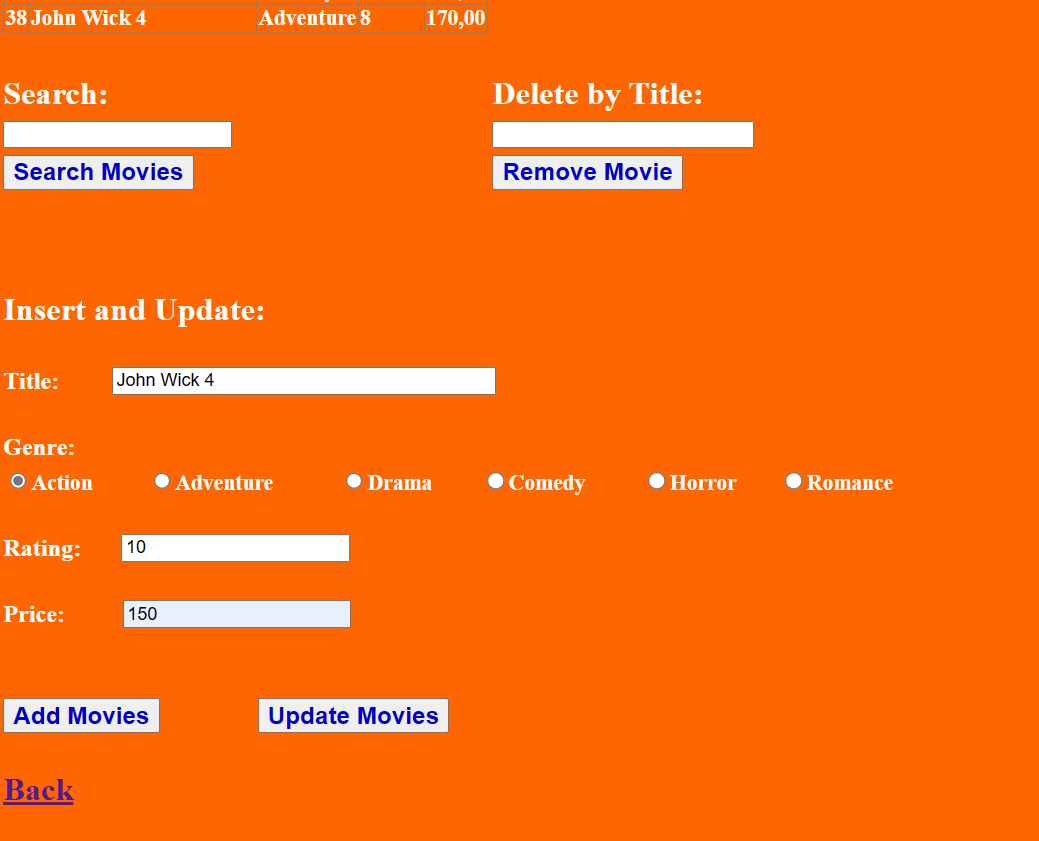 38 John Wick 4 Adventure 8 170,00
Search: Delete by Title:
Search Movies Remove Movie
Insert and Update:
Title: John Wick 4
Genre:
Action Adventure Drama Comedy Horror Romance
Rating: 10
Price: 150
Add Movies Update Movies
Back